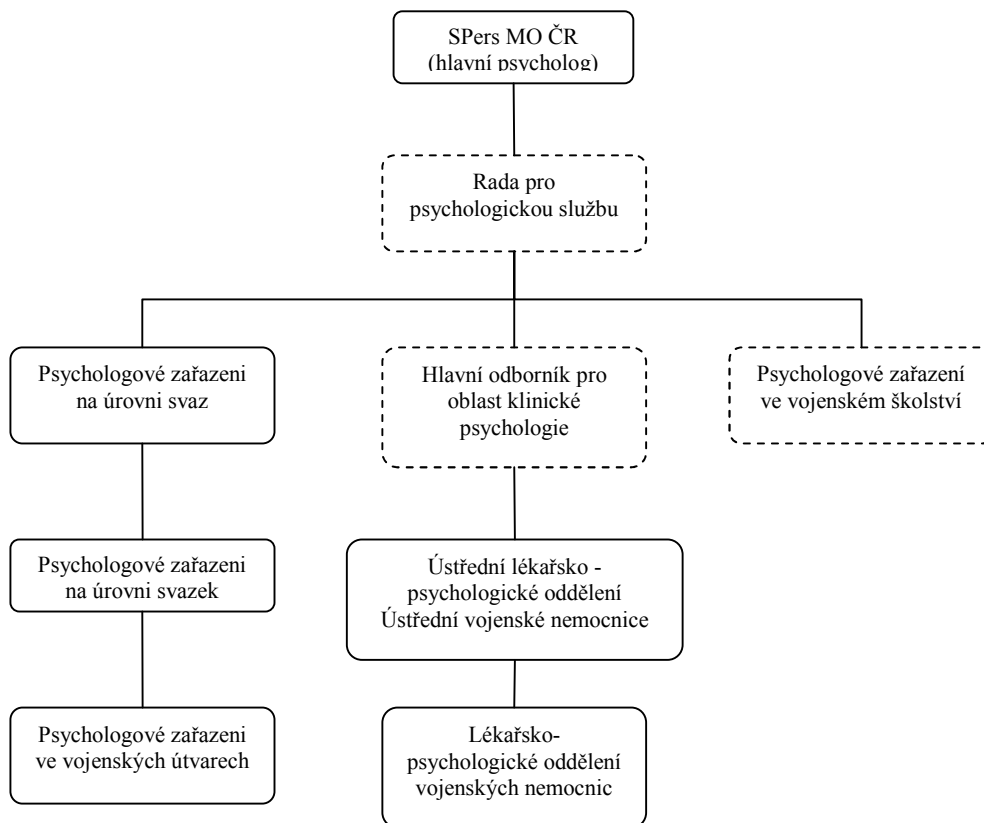 SPers MO ČR
(hlavní psycholog)
Rada pro
psychologickou službu
Psychologové zařazeni
na úrovni svaz
Hlavní odborník pro
oblast klinické
psychologie
Psychologové zařazení
ve vojenském školství
Psychologové zařazeni
na úrovni svazek
Ústřední lékařsko -
psychologické oddělení
Ústřední vojenské nemocnice
Psychologové zařazeni
ve vojenských útvarech
Lékařsko-
psychologické oddělení
vojenských nemocnic